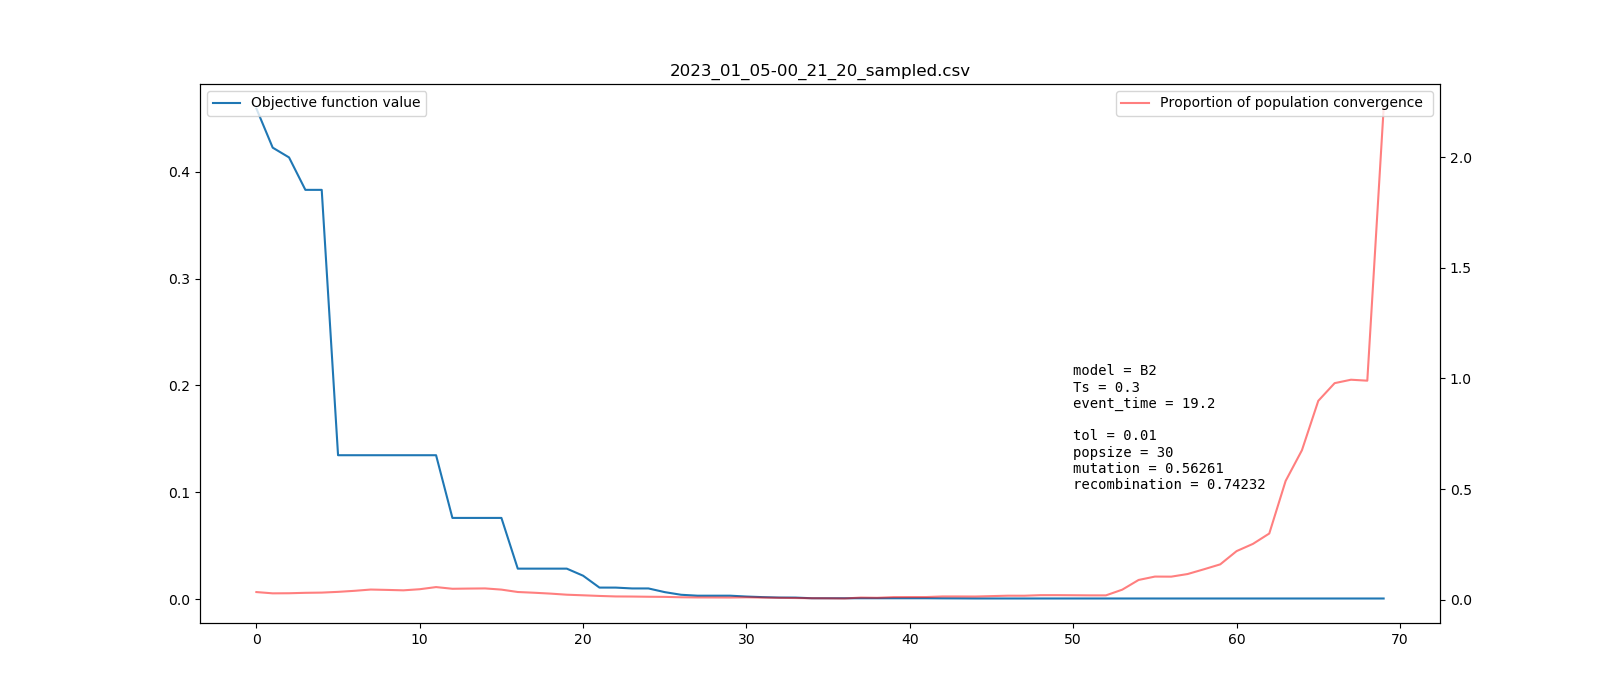 2023_01_05-00_21_20_sampled.csv
Objective function value
Proportion of population convergence
0.4
0.3
0.2
0.1
0.0
2.0
1.5
1.0
0.5
0.0
model = B2
Ts = 0.3
event_time = 19.2
tol = 0.01
popsize = 30
mutation = 0.56261
recombination = 0.74232
0 10 20 30 40 50 60 70